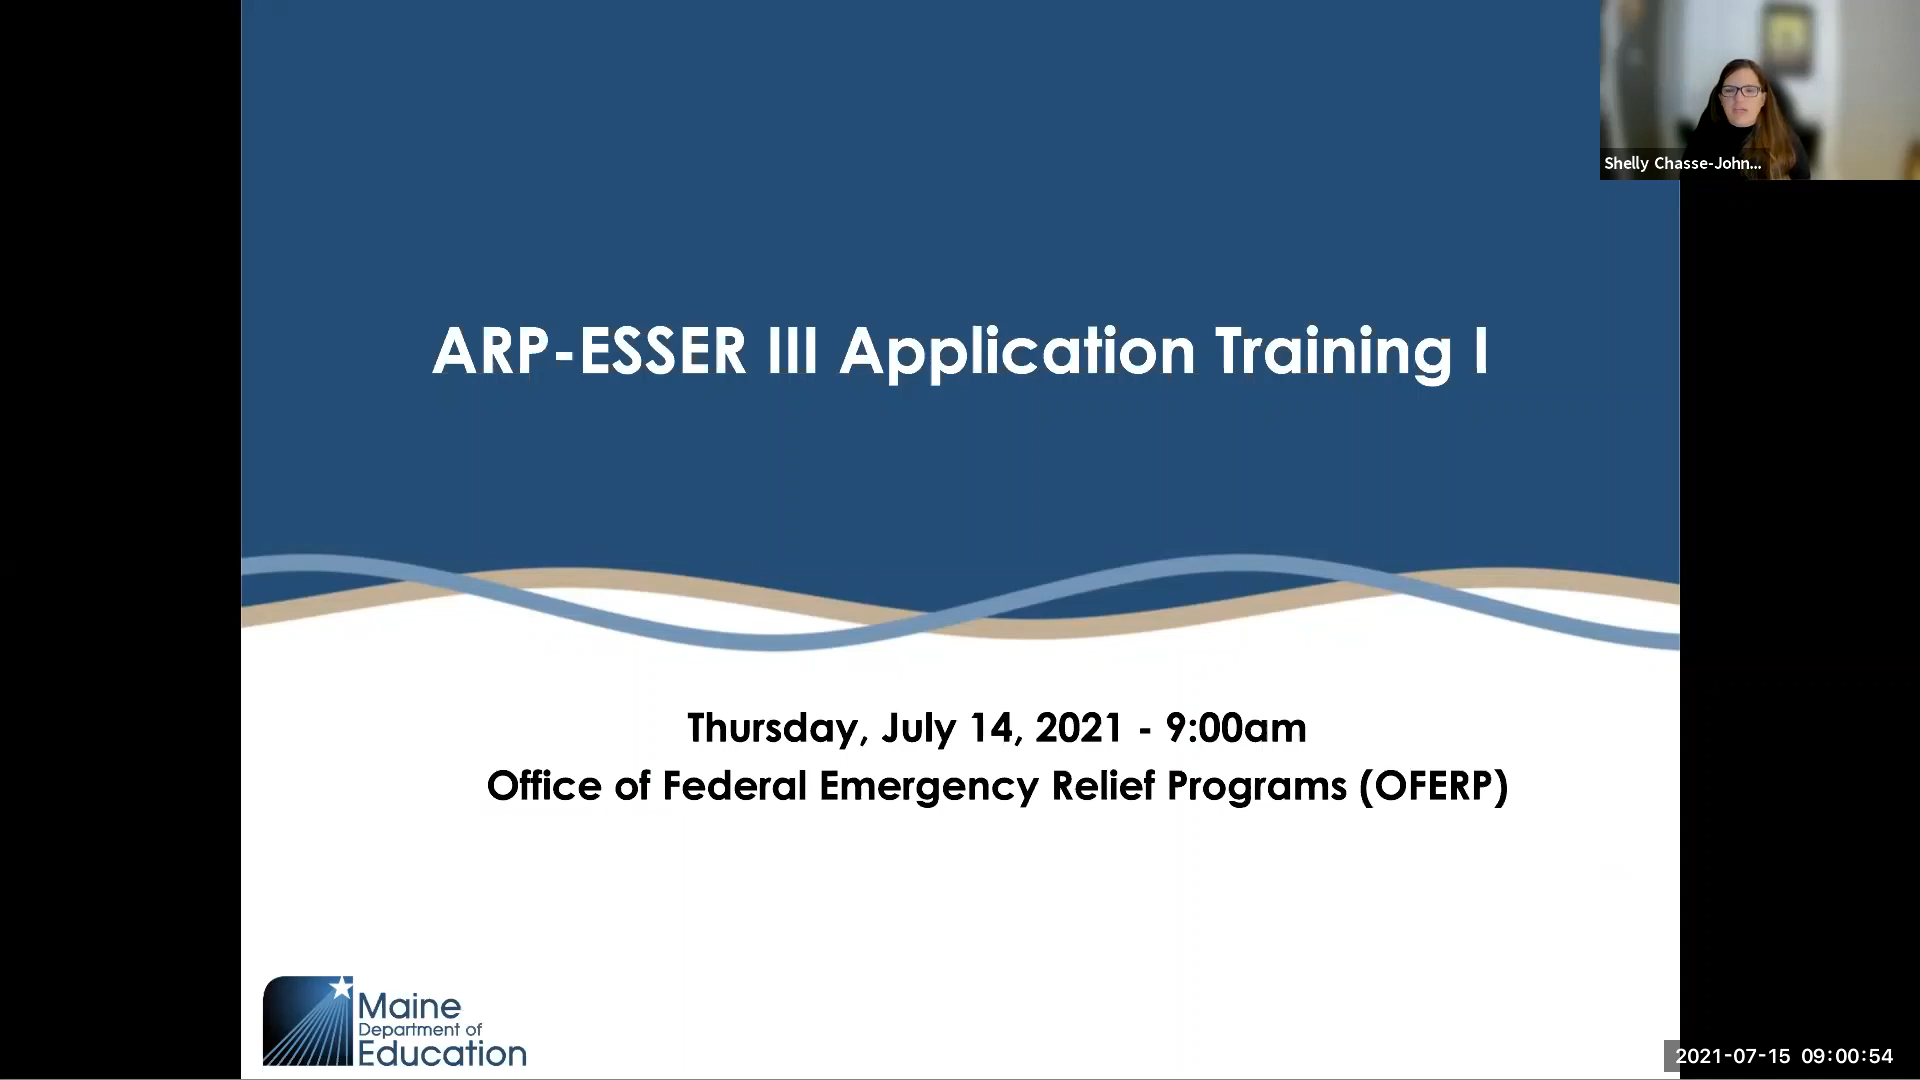 Shelly Chasse-John...
ARP-ESSER III Application Training I
Thursday, July 14, 2021 - 9:00am
Office of Federal Emergency Relief Programs (OFERP)
Maine
Department of
Education
2021-07-15 09:00:54